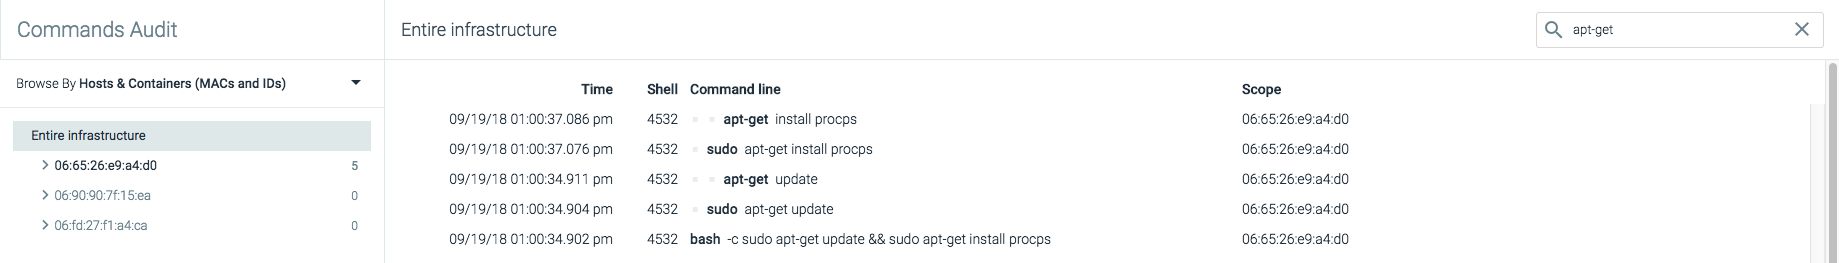 Commands Audit
Entire infrastructure
apt-get
Browse By Hosts & Containers (MACs and IDs)
Entire infrastructure
06:65:26:e9:a4:d0 5
06:90:90:7f:15:ea 0
06:fd:27:f1:a4:ca 0
Time Shell Command line Scope
09/19/18 01:00:37.086 pm 4532 apt-get install procps 06:65:26:e9:a4:d0
09/19/18 01:00:37.076 pm 4532 sudo apt-get install procps 06:65:26:e9:a4:d0
09/19/18 01:00:34.911 pm 4532 apt-get update 06:65:26:e9:a4:d0
09/19/18 01:00:34.904 pm 4532 sudo apt-get update 06:65:26:e9:a4:d0
09/19/18 01:00:34.902 pm 4532 bash -c sudo apt-get update && sudo apt-get install procps 06:65:26:e9:a4:d0